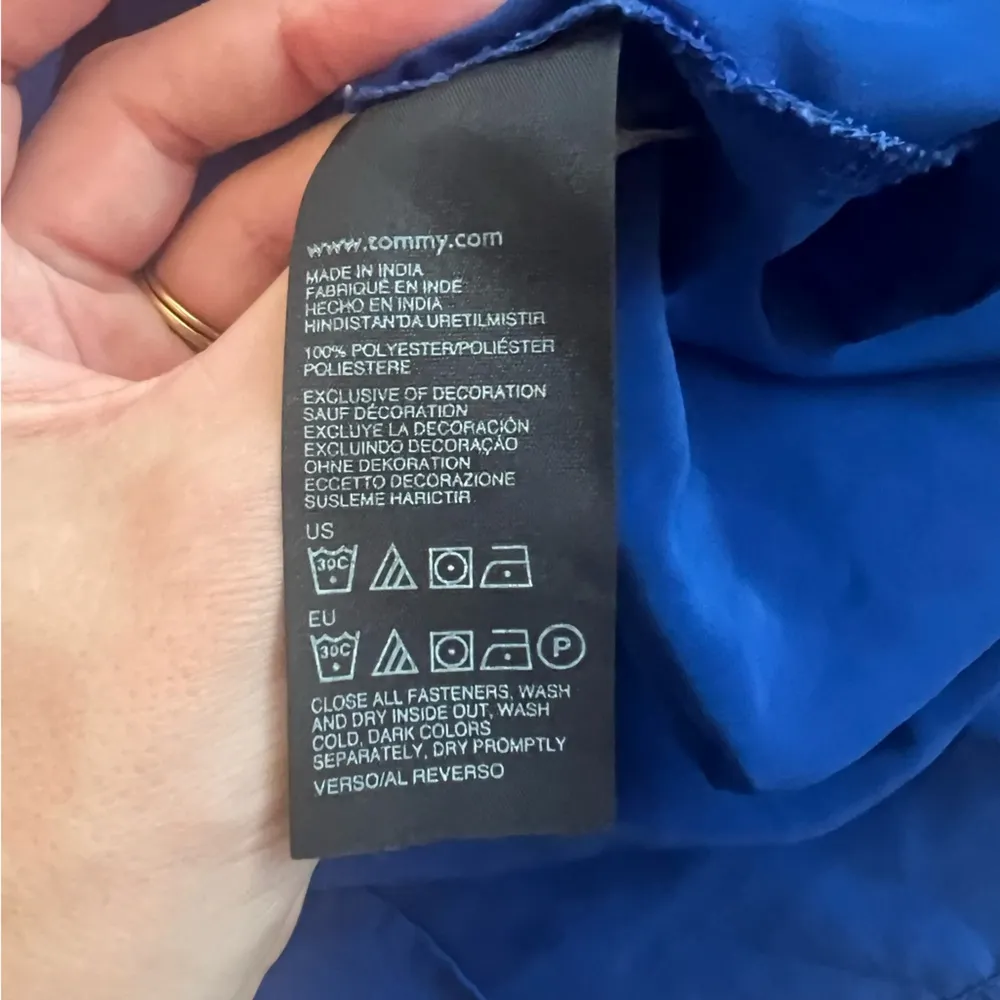 www.tommy.com
MADE IN INDIA
FABRIQUÉ EN INDE
HECHO EN INDIA
HINDISTAN'DA URETILMISTIR
100% POLYESTER/POLIÉSTER
POLIESTERE
EXCLUSIVE OF DECORATION
SAUF DÉCORATION
EXCLUYE LA DECORACIÓN
EXCLUINDO DECORAÇÃO
OHNE DEKORATION
ECCETTO DECORAZIONE
SUSLEME HARICTIR
US
30C
EU
30C P
CLOSE ALL FASTENERS, WASH
AND DRY INSIDE OUT, WASH
COLD, DARK COLORS
SEPARATELY, DRY PROMPTLY
VERSO/AL REVERSO